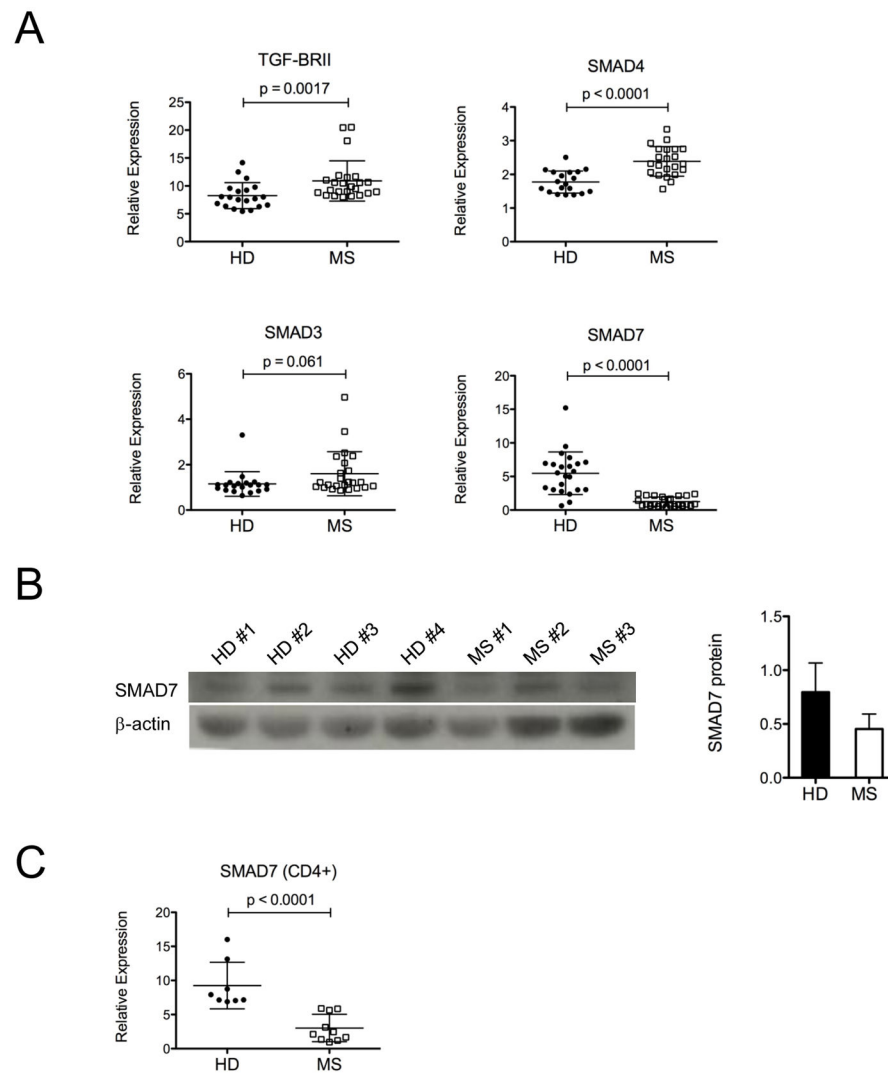 A
TGF-BRII
p = 0.0017
Relative Expression
25
20
15
10
5
0
HD MS
SMAD4
p < 0.0001
Relative Expression
4
3
2
1
0
HD MS
SMAD3
p = 0.061
Relative Expression
6
4
2
0
HD MS
SMAD7
p < 0.0001
Relative Expression
20
15
10
5
0
HD MS
B
HD #1 HD #2 HD #3 HD #4 MS #1 MS #2 MS #3
SMAD7
β-actin
SMAD7 protein
1.5
1.0
0.5
0.0
HD MS
C
SMAD7 (CD4+)
p < 0.0001
Relative Expression
20
15
10
5
0
HD MS